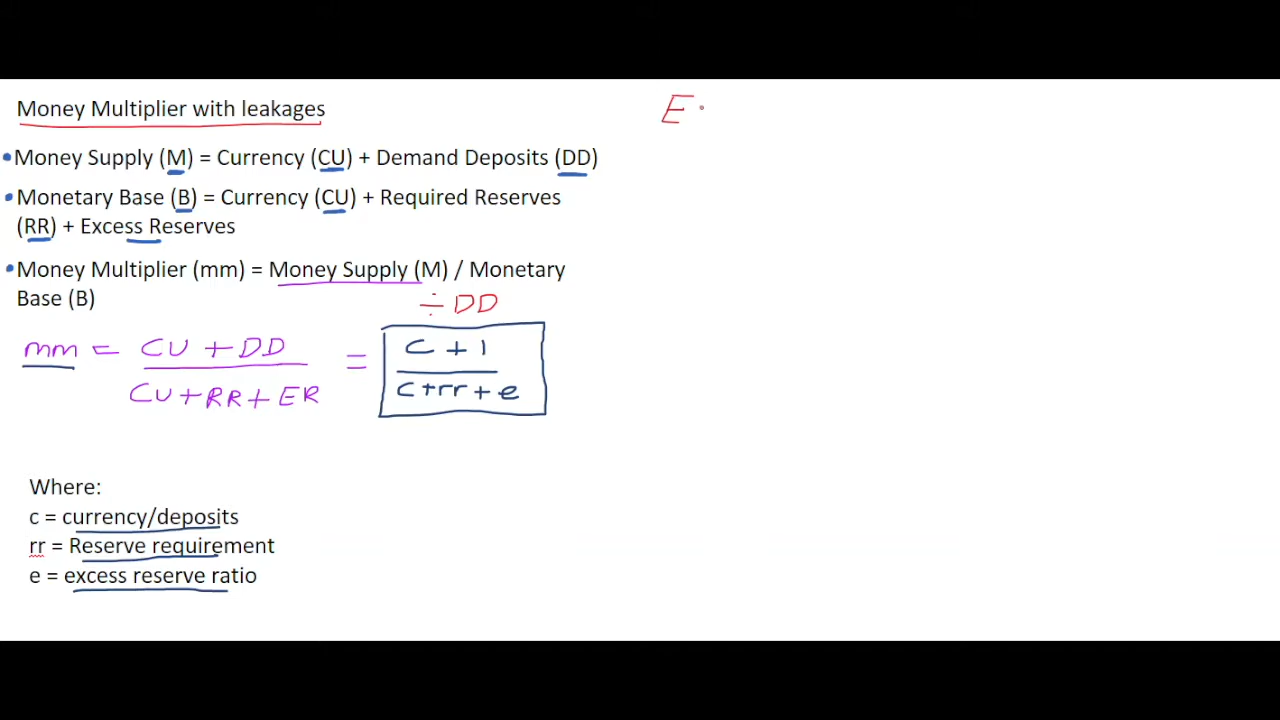 Money Multiplier with leakages
E
•Money Supply (M) = Currency (CU) + Demand Deposits (DD)
•Monetary Base (B) = Currency (CU) + Required Reserves
(RR) + Excess Reserves
•Money Multiplier (mm) = Money Supply (M) / Monetary
Base (B)
÷ DD
mm = CU + DD / CU + RR + ER = c + 1 / c + rr + e
Where:
c = currency/deposits
rr = Reserve requirement
e = excess reserve ratio